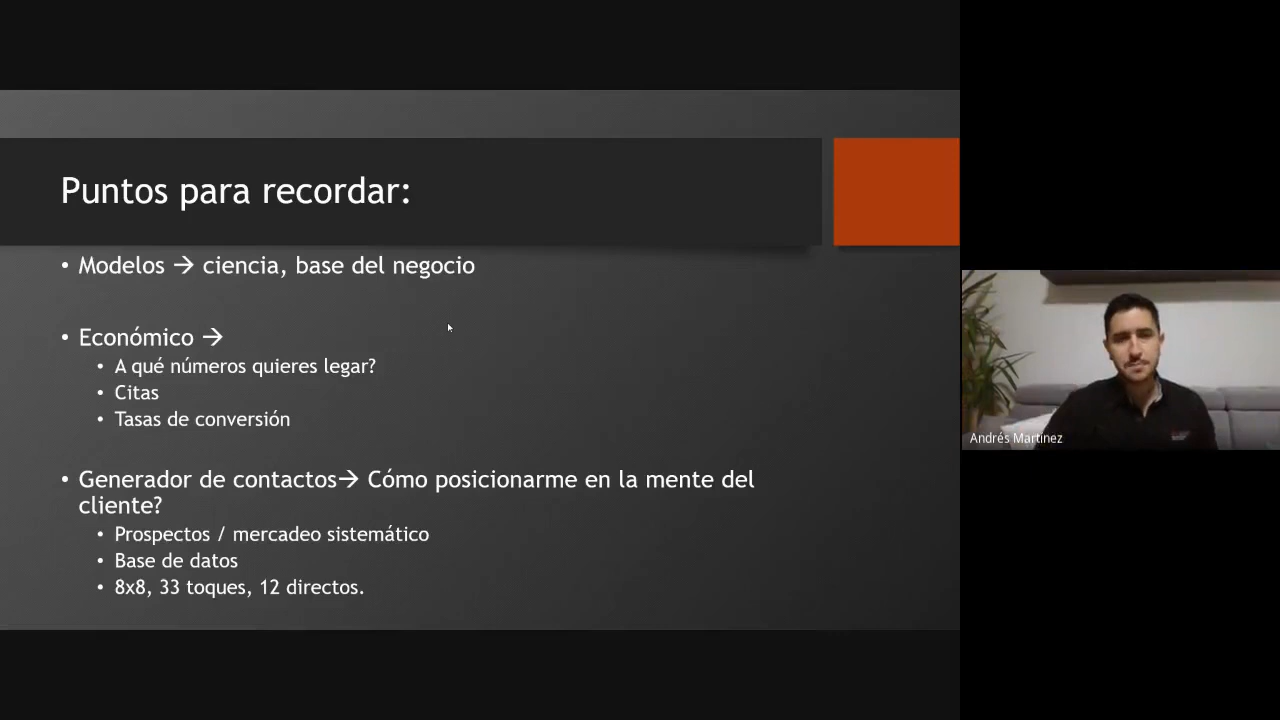 Puntos para recordar:
• Modelos → ciencia, base del negocio
• Económico →
• A qué números quieres legar?
• Citas
• Tasas de conversión
• Generador de contactos→ Cómo posicionarme en la mente del
cliente?
• Prospectos / mercadeo sistemático
• Base de datos
• 8x8, 33 toques, 12 directos.
Andrés Martinez